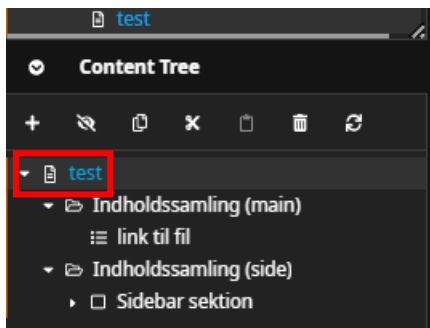 test
Content Tree
test
Indholdssamling (main)
link til fil
Indholdssamling (side)
Sidebar sektion